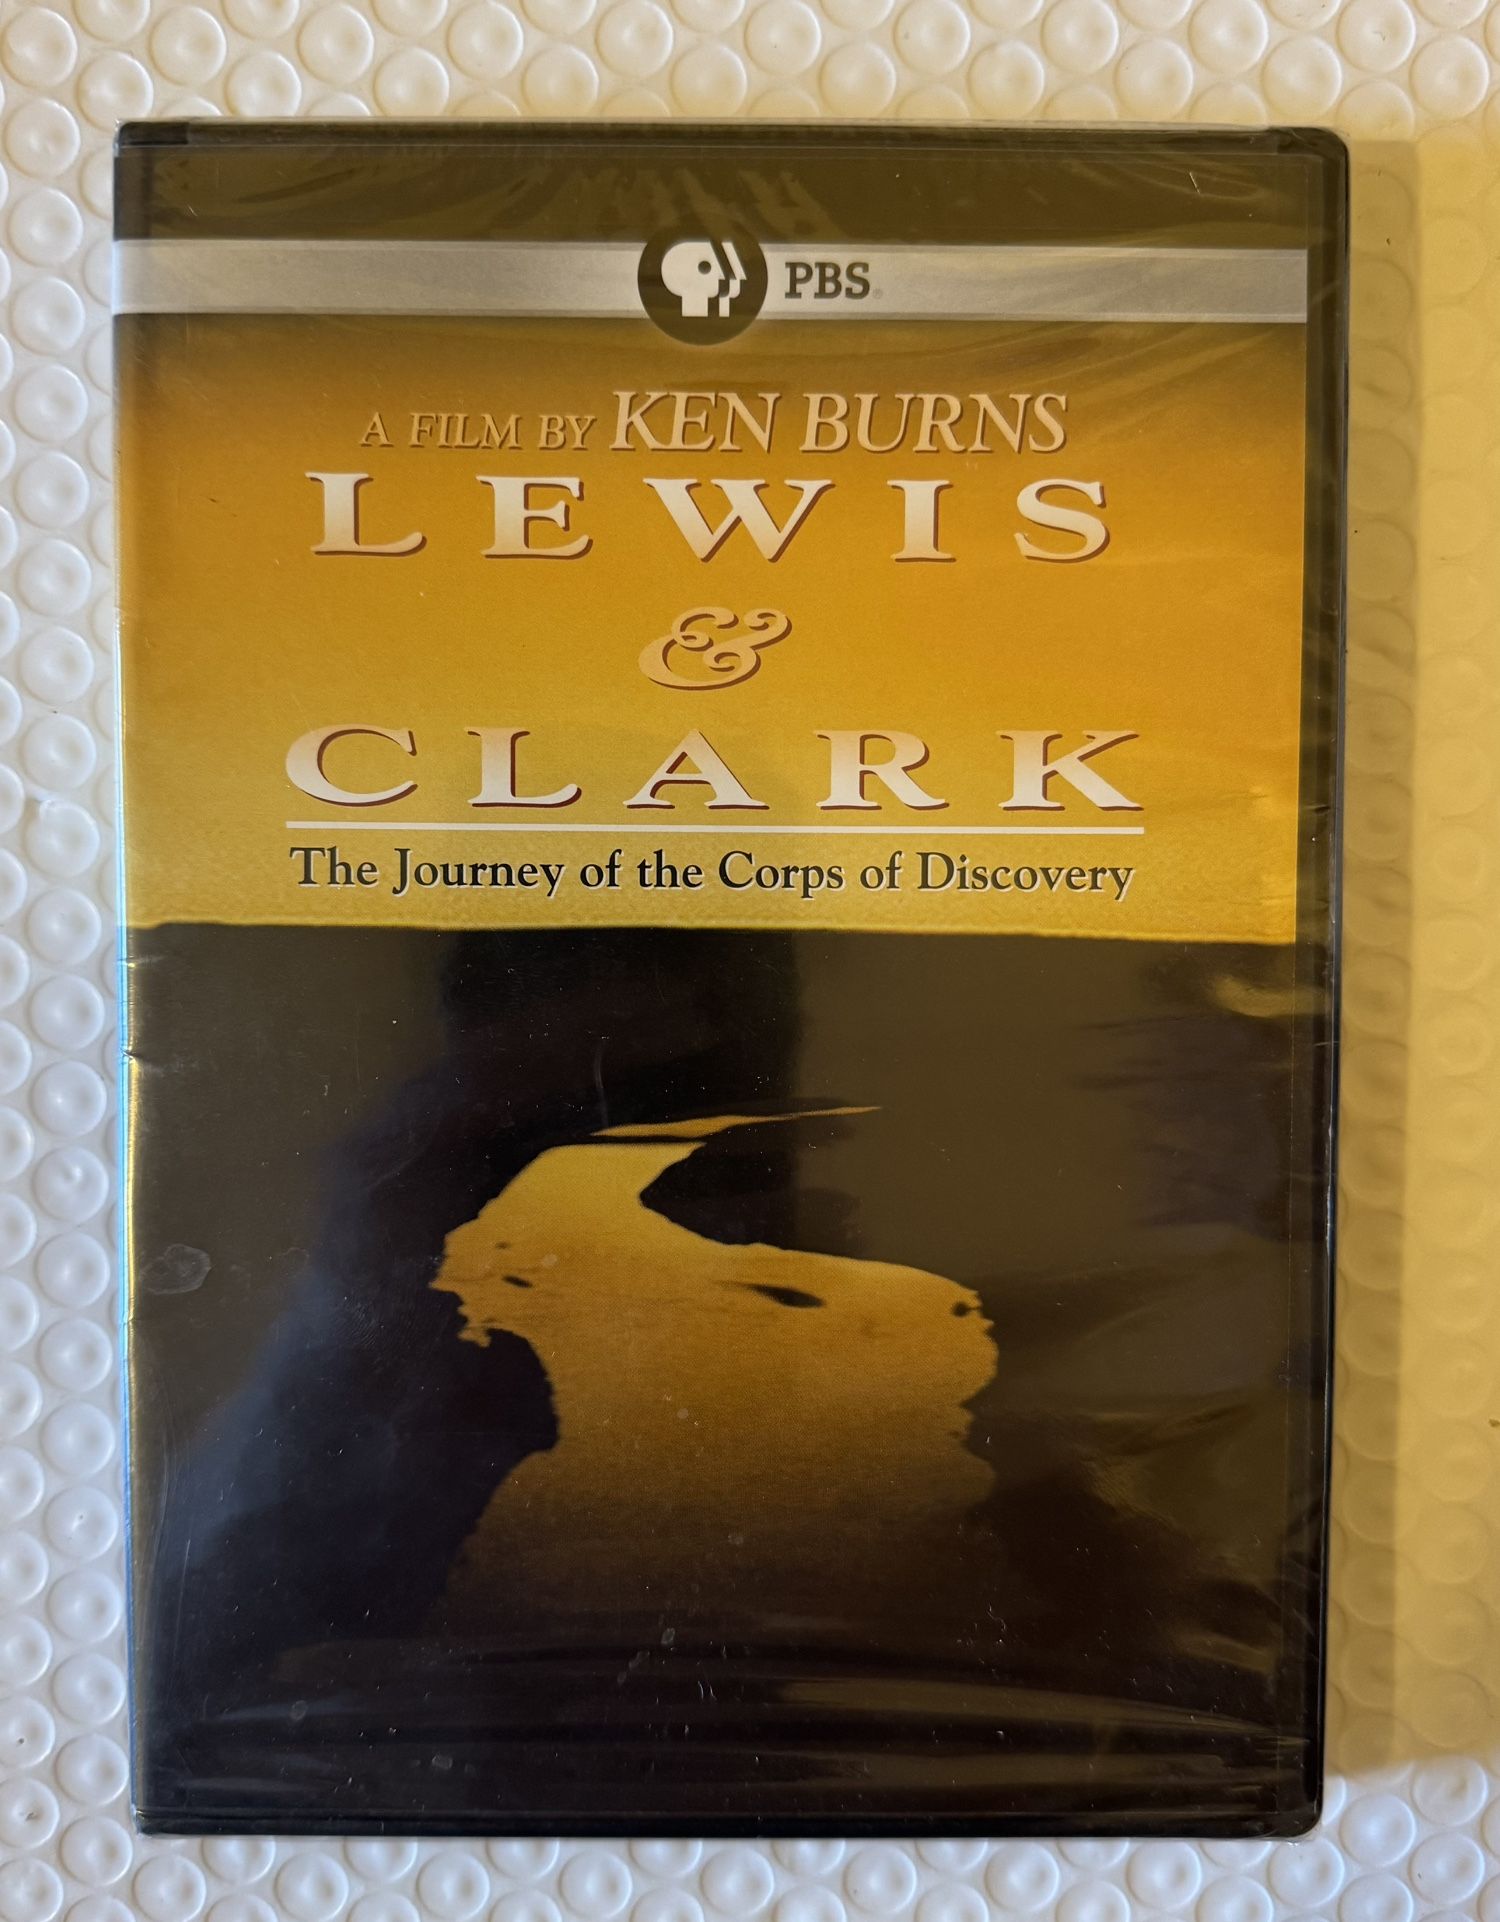 PBS
A FILM BY KEN BURNS
LEWIS
&
CLARK
The Journey of the Corps of Discovery